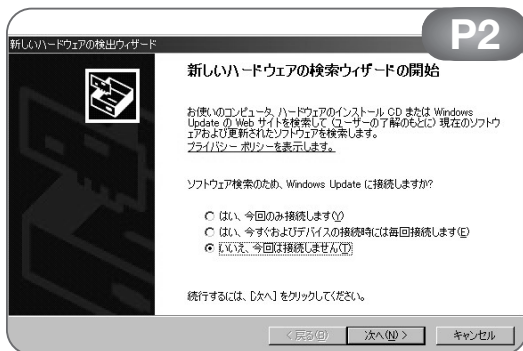 P2
新しいハードウェアの検出ウィザード
新しいハードウェアの検索ウィザードの開始
お使いのコンピュータ、ハードウェアのインストール CD または Windows
Update の Web サイトを検索して (ユーザーの了解のもとに) 現在のソフトウ
ェアおよび更新されたソフトウェアを検索します。
プライバシー ポリシーを表示します。
ソフトウェア検索のため、Windows Update に接続しますか?
はい、今回のみ接続します(Y)
はい、今すぐおよびデバイスの接続時には毎回接続します(E)
いいえ、今回は接続しません(T)
続行するには、[次へ] をクリックしてください。
< 戻る(B)
次へ(N) >
キャンセル